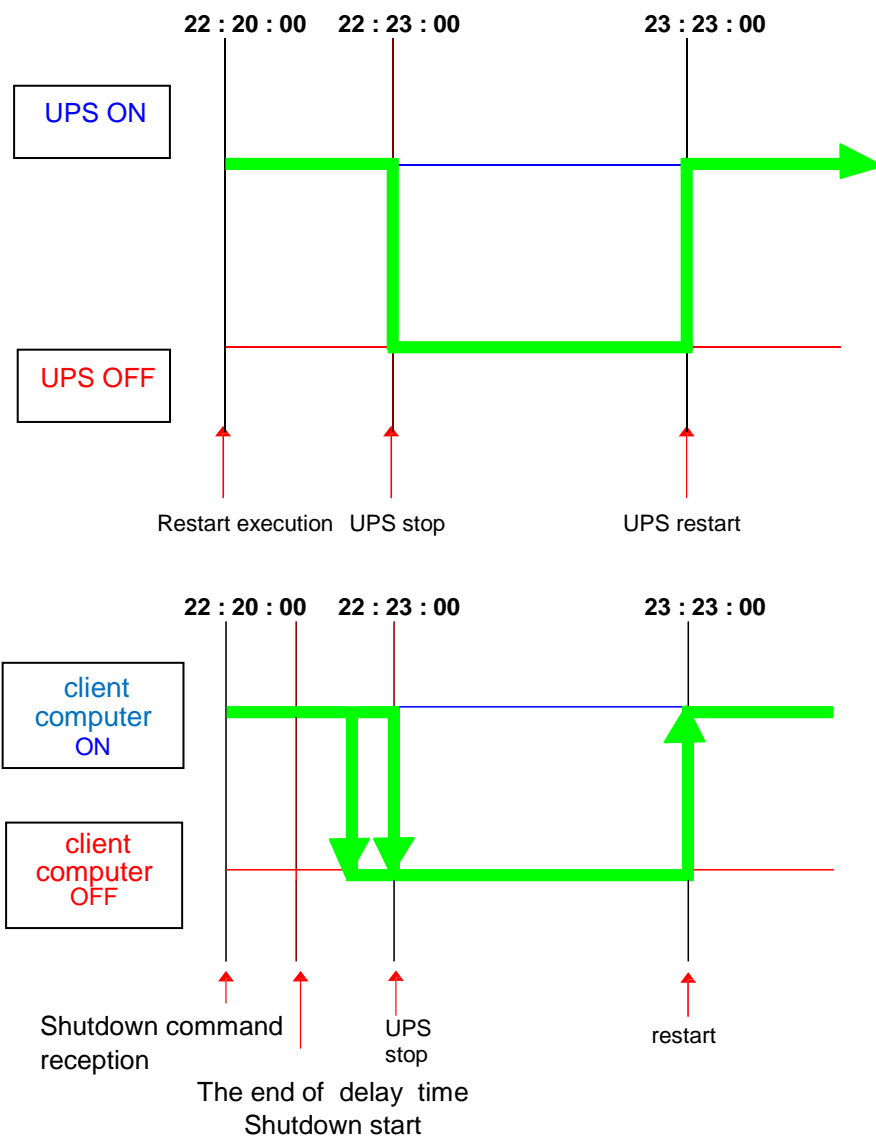 22 : 20 : 00 22 : 23 : 00 23 : 23 : 00
UPS ON
UPS OFF
Restart execution UPS stop UPS restart
22 : 20 : 00 22 : 23 : 00 23 : 23 : 00
client
computer
ON
client
computer
OFF
Shutdown command
reception
UPS
stop
restart
The end of delay time
Shutdown start